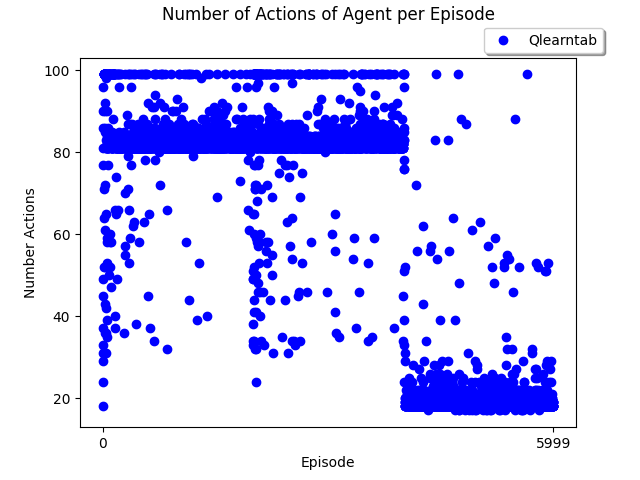 Number of Actions of Agent per Episode
Qlearntab
100
80
60
40
20
Number Actions
0
5999
Episode